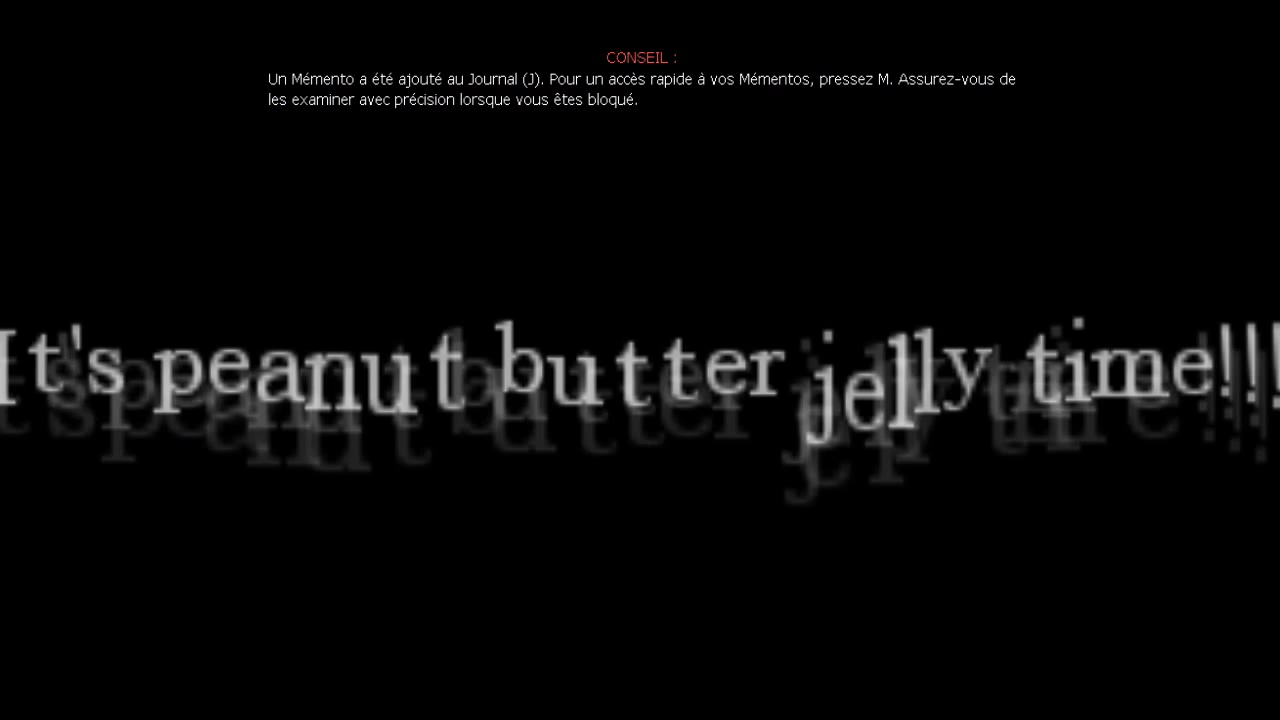 CONSEIL :
Un Mémento a été ajouté au Journal (J). Pour un accès rapide à vos Mémentos, pressez M. Assurez-vous de
les examiner avec précision lorsque vous êtes bloqué.
It's peanut butter jelly time!!!